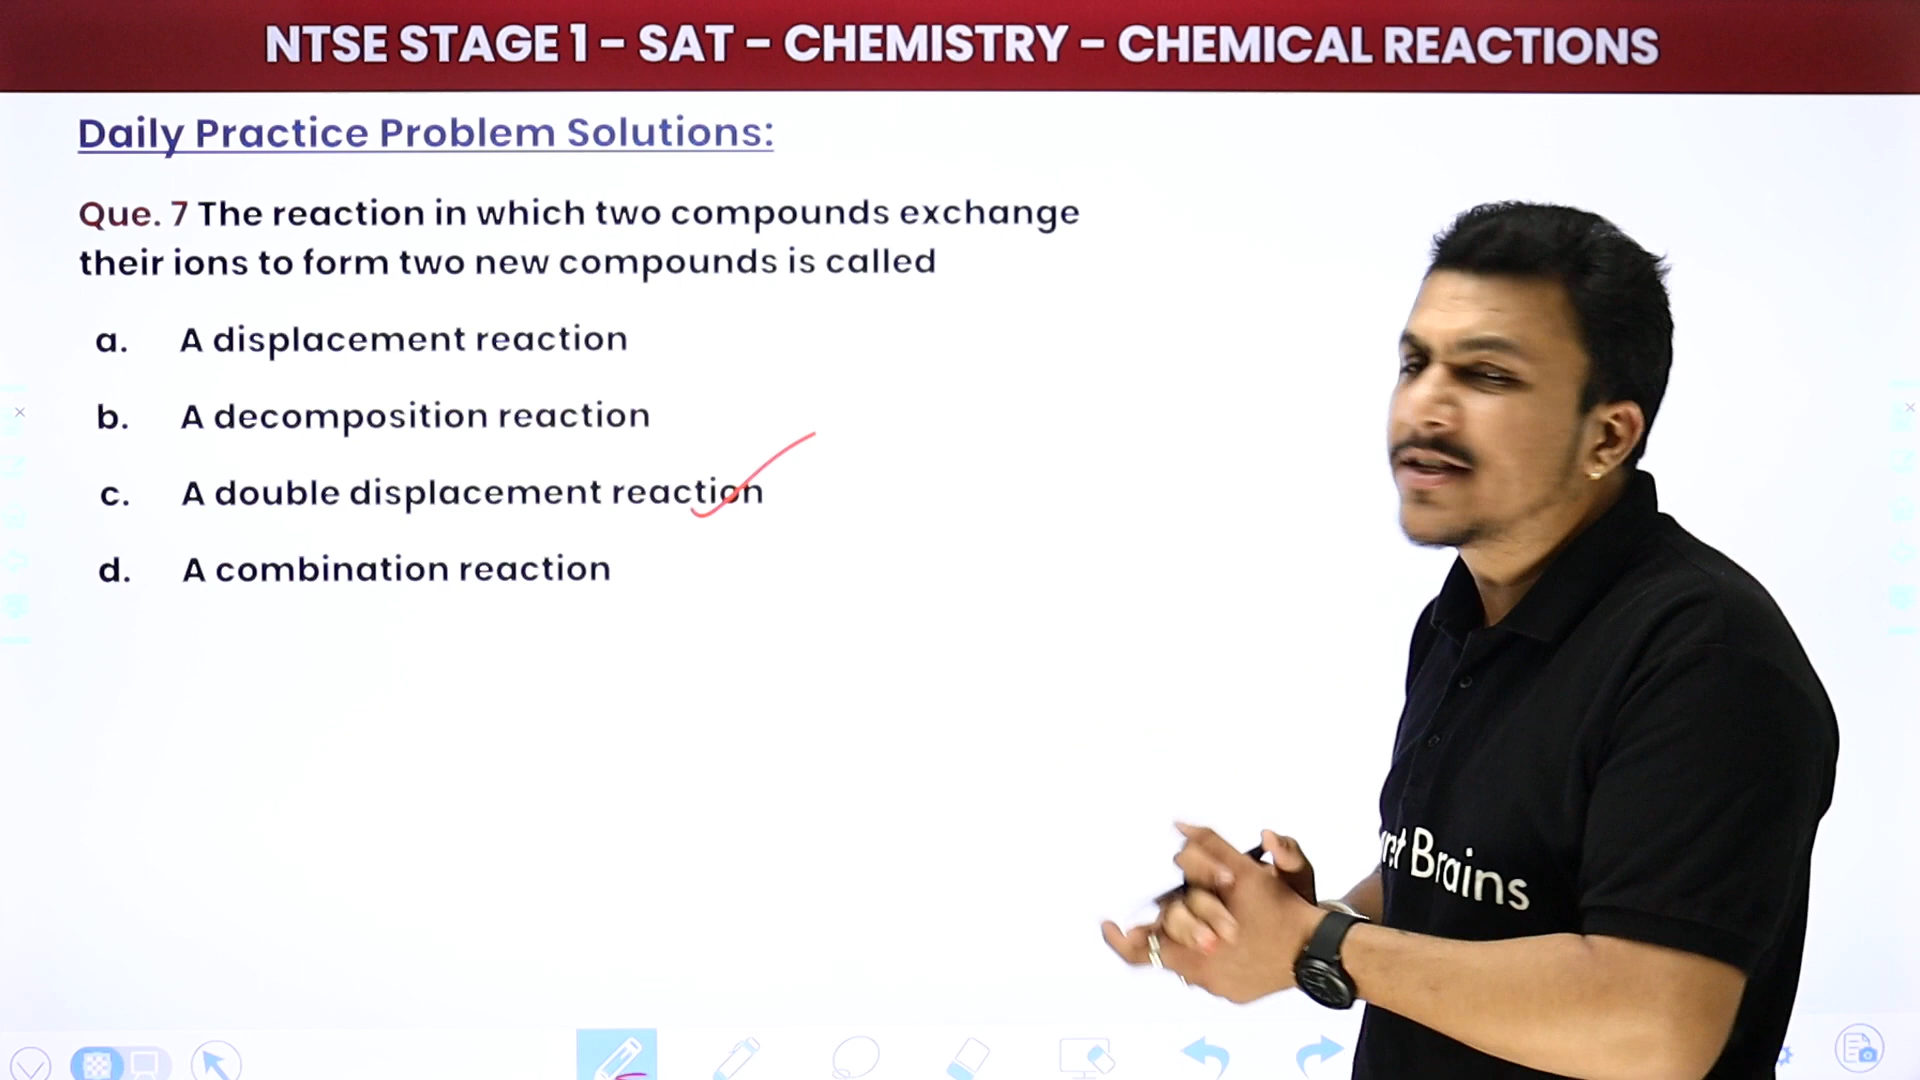 NTSE STAGE 1 – SAT – CHEMISTRY – CHEMICAL REACTIONS
Daily Practice Problem Solutions:
Que. 7 The reaction in which two compounds exchange
their ions to form two new compounds is called
a. A displacement reaction
b. A decomposition reaction
c. A double displacement reaction
d. A combination reaction
Brains